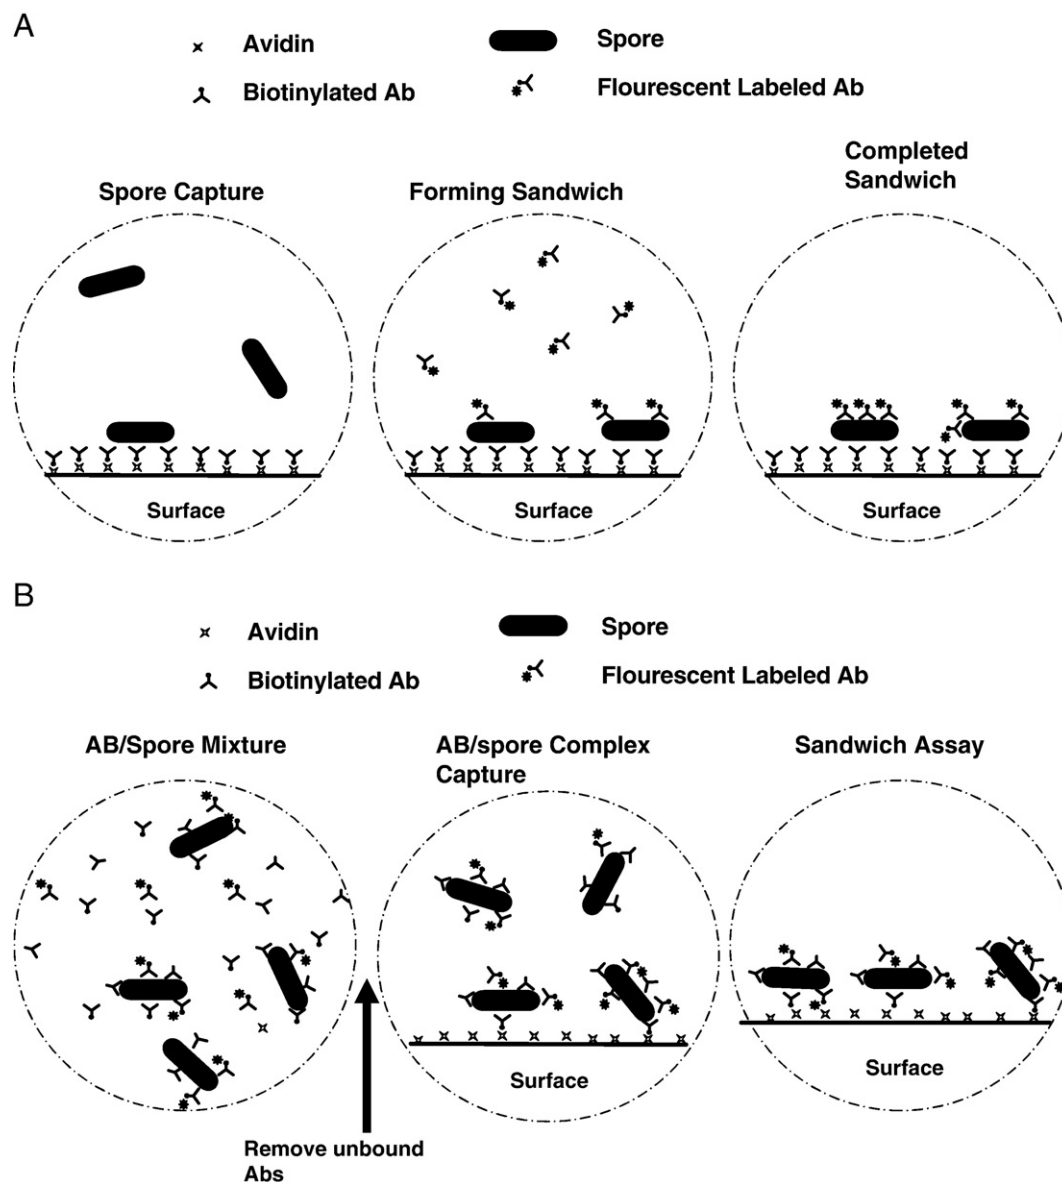 A
Avidin
Spore
Biotinylated Ab
Flourescent Labeled Ab
Spore Capture
Forming Sandwich
Completed
Sandwich
Surface
Surface
Surface
B
Avidin
Spore
Biotinylated Ab
Flourescent Labeled Ab
AB/Spore Mixture
AB/spore Complex
Capture
Sandwich Assay
Surface
Surface
Remove unbound
Abs